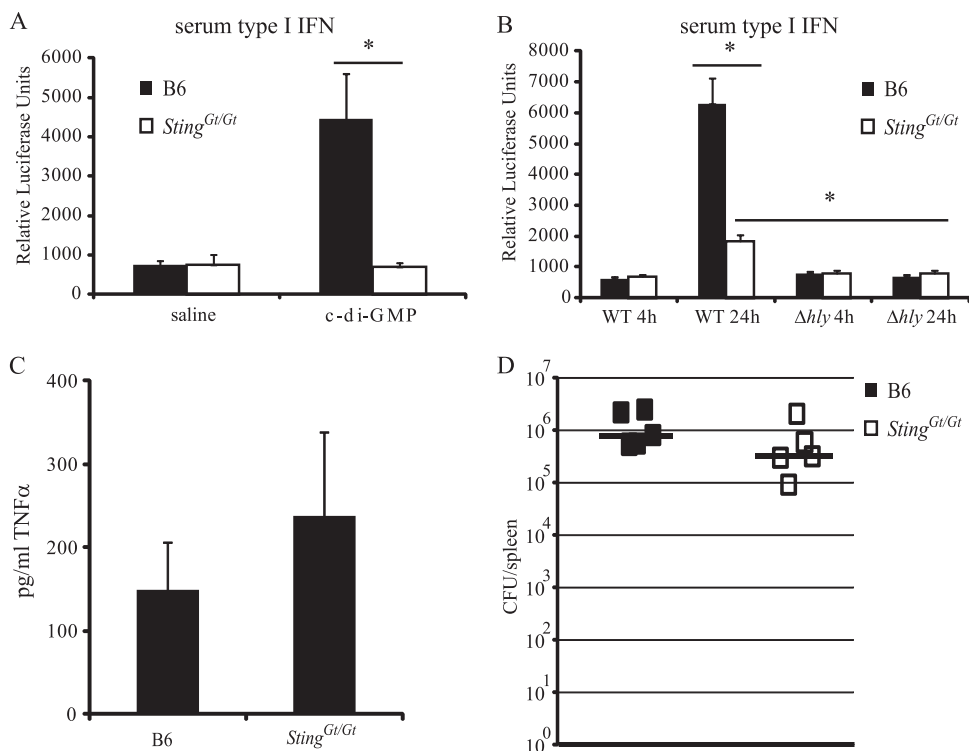 A
serum type I IFN
Relative Luciferase Units
6000
5000
4000
3000
2000
1000
0
B6
Sting^Gt/Gt
*
saline
c-di-GMP
B
serum type I IFN
Relative Luciferase Units
8000
7000
6000
5000
4000
3000
2000
1000
0
*
B6
Sting^Gt/Gt
*
WT 4h
WT 24h
Δhly 4h
Δhly 24h
C
pg/ml TNFα
400
300
200
100
0
B6
Sting^Gt/Gt
D
CFU/spleen
10^7
10^6
10^5
10^4
10^3
10^2
10^1
10^0
B6
Sting^Gt/Gt